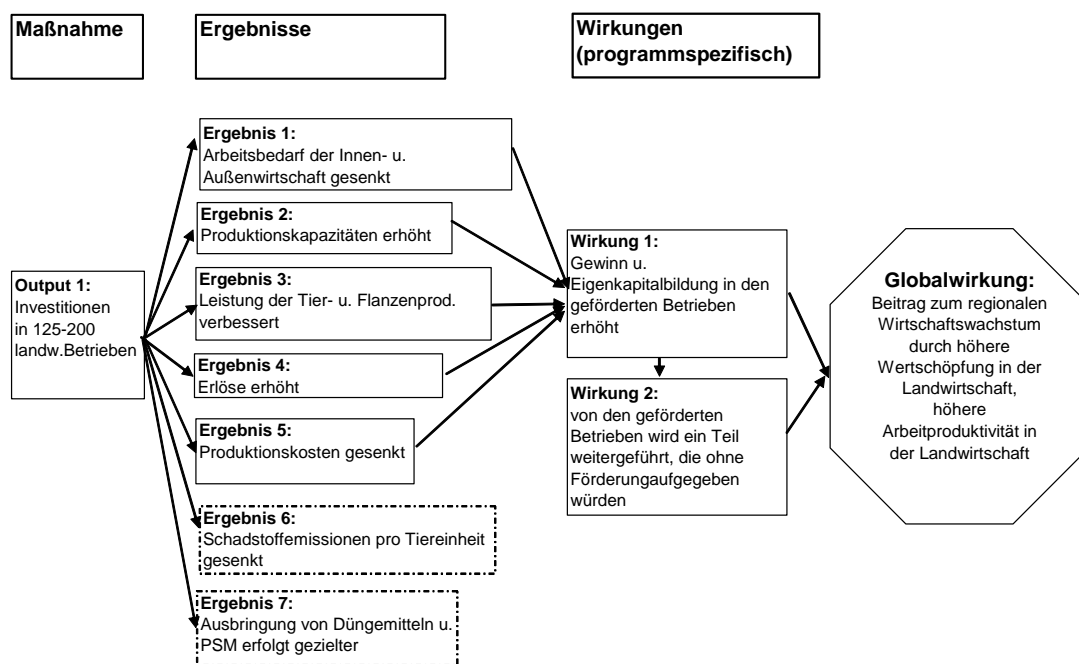 Maßnahme
Ergebnisse
Wirkungen
(programmspezifisch)
Output 1:
Investitionen
in 125-200
landw.Betrieben
Ergebnis 1:
Arbeitsbedarf der Innen- u.
Außenwirtschaft gesenkt
Ergebnis 2:
Produktionskapazitäten erhöht
Ergebnis 3:
Leistung der Tier- u. Flanzenprod.
verbessert
Ergebnis 4:
Erlöse erhöht
Ergebnis 5:
Produktionskosten gesenkt
Ergebnis 6:
Schadstoffemissionen pro Tiereinheit
gesenkt
Ergebnis 7:
Ausbringung von Düngemitteln u.
PSM erfolgt gezielter
Wirkung 1:
Gewinn u.
Eigenkapitalbildung in den
geförderten Betrieben
erhöht
Wirkung 2:
von den geförderten
Betrieben wird ein Teil
weitergeführt, die ohne
Förderungaufgegeben
würden
Globalwirkung:
Beitrag zum regionalen
Wirtschaftswachstum
durch höhere
Wertschöpfung in der
Landwirtschaft,
höhere
Arbeitproduktivität in
der Landwirtschaft